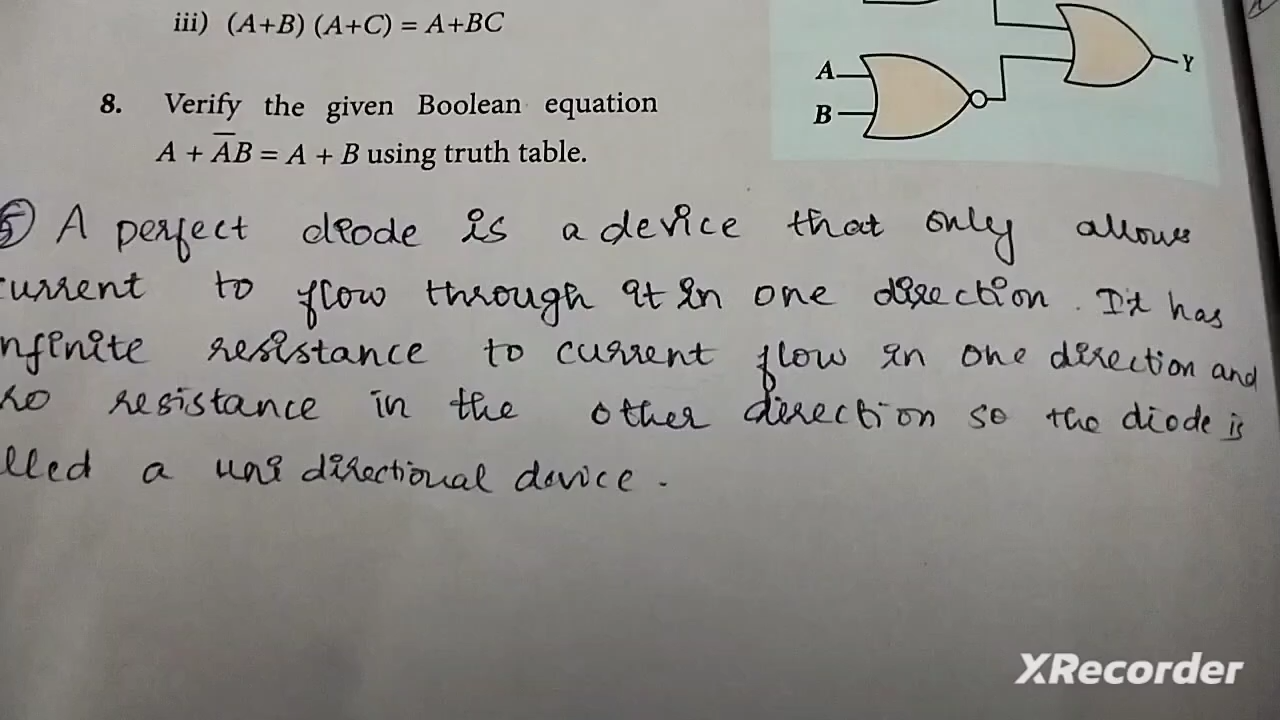 iii) (A+B) (A+C) = A+BC
A
B
Y
8. Verify the given Boolean equation
A + A̅B = A + B using truth table.
5) A perfect diode is a device that only allows
current to flow through it in one direction. It has
nfinite resistance to current flow in one direction and
ro resistance in the other direction so the diode is
lled a uni directional device.
XRecorder